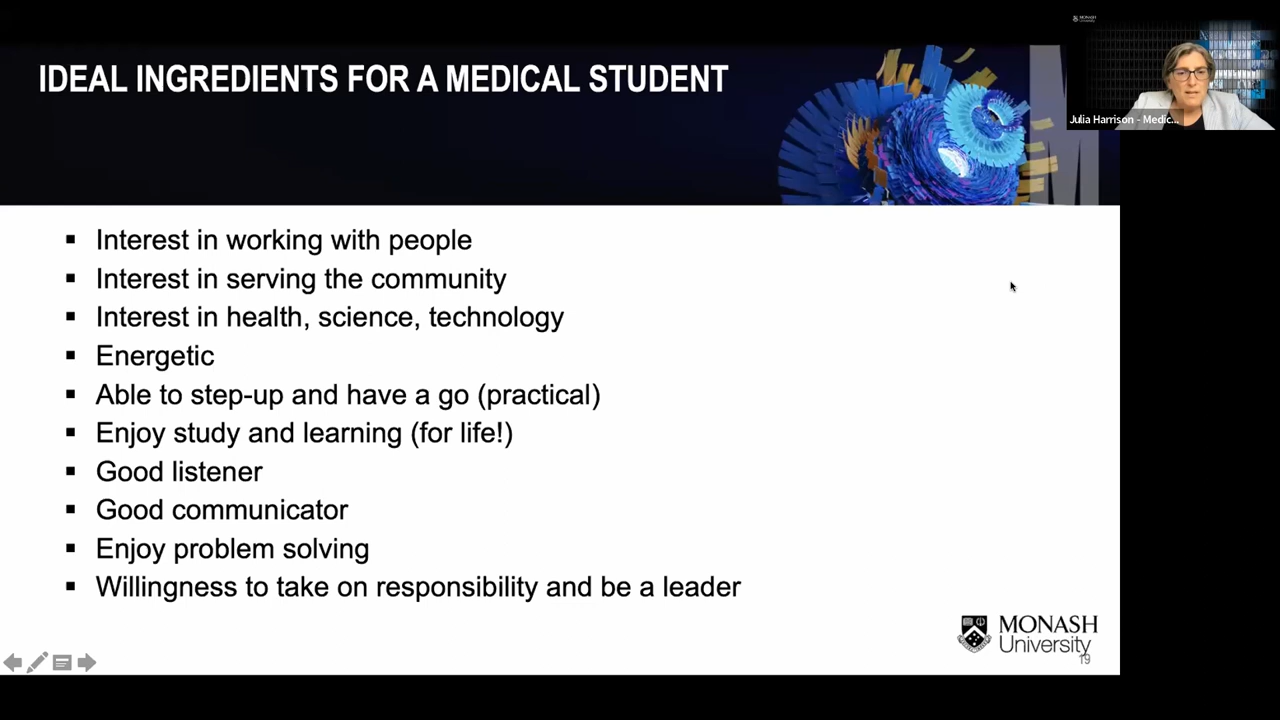 MONASH
University
IDEAL INGREDIENTS FOR A MEDICAL STUDENT
Julia Harrison - Medic...
M
▪ Interest in working with people
▪ Interest in serving the community
▪ Interest in health, science, technology
▪ Energetic
▪ Able to step-up and have a go (practical)
▪ Enjoy study and learning (for life!)
▪ Good listener
▪ Good communicator
▪ Enjoy problem solving
▪ Willingness to take on responsibility and be a leader
MONASH
University
19